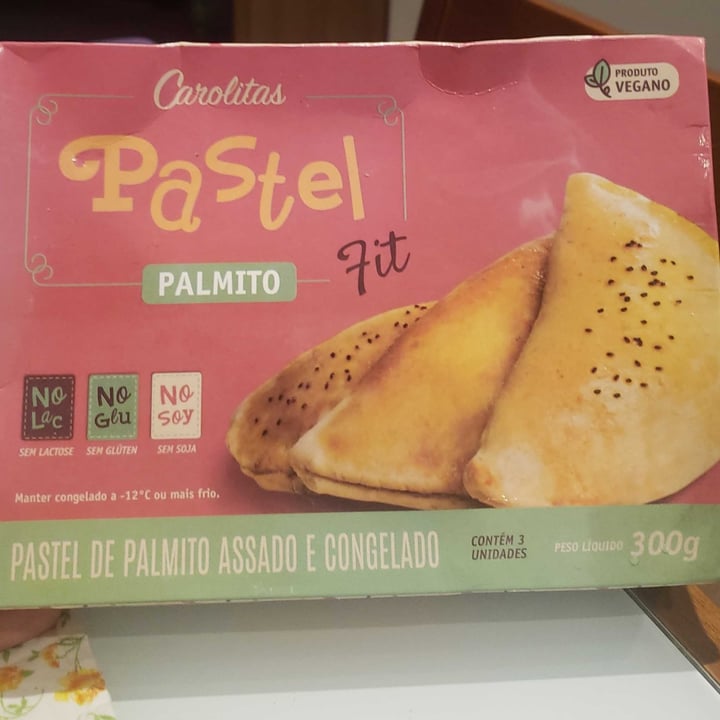 Carolitas
PRODUTO
VEGANO
Pastel
Fit
PALMITO
No
Lac
No
Glu
No
Soy
SEM LACTOSE
SEM GLÚTEN
SEM SOJA
Manter congelado a -12°C ou mais frio.
PASTEL DE PALMITO ASSADO E CONGELADO
CONTÉM 3
UNIDADES
PESO LÍQUIDO 300g